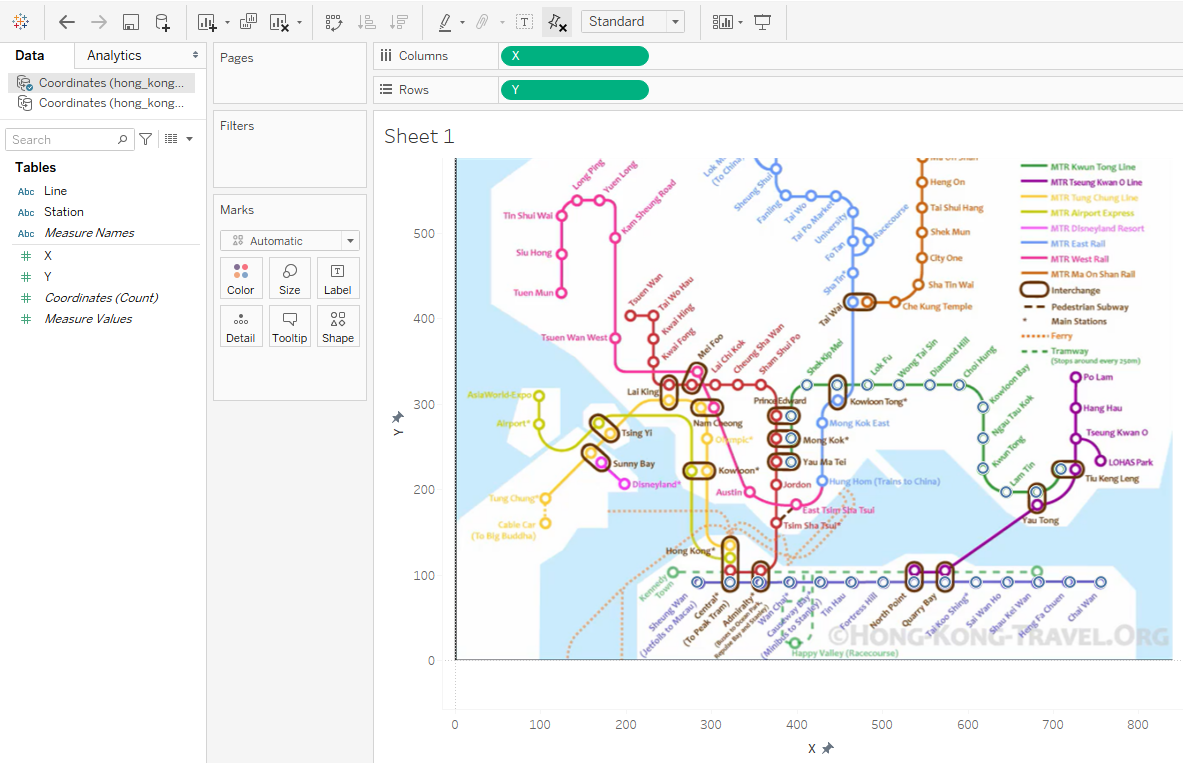 Standard
Data
Analytics
Coordinates (hong_kong...
Coordinates (hong_kong...
Search
Tables
Abc Line
Abc Station
Abc Measure Names
X
Y
Coordinates (Count)
Measure Values
Pages
Filters
Marks
Automatic
Color
Size
Label
Detail
Tooltip
Shape
Columns
X
Rows
Y
Sheet 1
Long Ping
Yuen Long
Kam Sheung Road
Tin Shui Wai
Siu Hong
Tuen Mun
Tsuen Wan West
Tsuen Wan
Tai Wo Hau
Kwai Hing
Kwai Fong
Mei Foo
Lai Chi Kok
Cheung Sha Wan
Sham Shui Po
Lai King
(To China)
Sheung Shui
Fanling
Tai Wo
Tai Po Market
University
Racecourse
Fo Tan
Sha Tin*
Tai Wai
Heng On
Tai Shui Hang
Shek Mun
City One
Sha Tin Wai
Che Kung Temple
MTR Kwun Tong Line
MTR Tseung Kwan O Line
MTR Tung Chung Line
MTR Airport Express
MTR Disneyland Resort
MTR East Rail
MTR West Rail
MTR Ma On Shan Rail
Interchange
Pedestrian Subway
* Main Stations
Ferry
Tramway
(Stops around every 250m)
Shek Kip Mei
Lok Fu
Wong Tai Sin
Diamond Hill
Choi Hung
Kowloon Bay
Ngau Tau Kok
Kwun Tong
Lam Tin
Po Lam
Hang Hau
Tseung Kwan O
LOHAS Park
Tiu Keng Leng
Yau Tong
AsiaWorld-Expo
Airport*
Tsing Yi
Sunny Bay
Disneyland*
Tung Chung*
Cable Car
(To Big Buddha)
Nam Cheong
Olympic*
Kowloon*
Austin
Prince Edward
Kowloon Tong*
Mong Kok East
Mong Kok*
Yau Ma Tei
Jordon
Hung Hom (Trains to China)
East Tsim Sha Tsui
Tsim Sha Tsui*
Hong Kong*
Kennedy
Town
Sheung Wan
(Jetfoils to Macau)
Central*
(To Peak Tram)
Admiralty*
Wan Chai*
Causeway Bay
(Minibus to Stanley)
Tin Hau
Fortress Hill
North Point
Quarry Bay
Tai Koo Shing*
Sai Wan Ho
Shau Kei Wan
Heng Fa Chuen
Chai Wan
Happy Valley (Racecourse)
©Hong-Kong-Travel.Org
500
400
300
200
100
0
Y
0
100
200
300
400
500
600
700
800
X